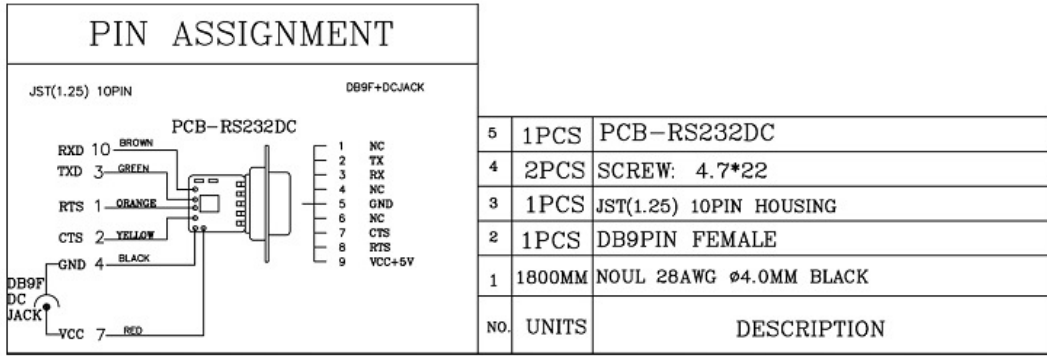 PIN ASSIGNMENT
JST(1.25) 10PIN
DB9F+DCJACK
PCB-RS232DC
RXD 10 BROWN
TXD 3 GREEN
RTS 1 ORANGE
CTS 2 YELLOW
GND 4 BLACK
DB9F
DC
JACK
VCC 7 RED
1 NC
2 TX
3 RX
4 NC
5 GND
6 NC
7 CTS
8 RTS
9 VCC+5V
5 1PCS PCB-RS232DC
4 2PCS SCREW: 4.7*22
3 1PCS JST(1.25) 10PIN HOUSING
2 1PCS DB9PIN FEMALE
1 1800MM NOUL 28AWG ø4.0MM BLACK
NO. UNITS DESCRIPTION